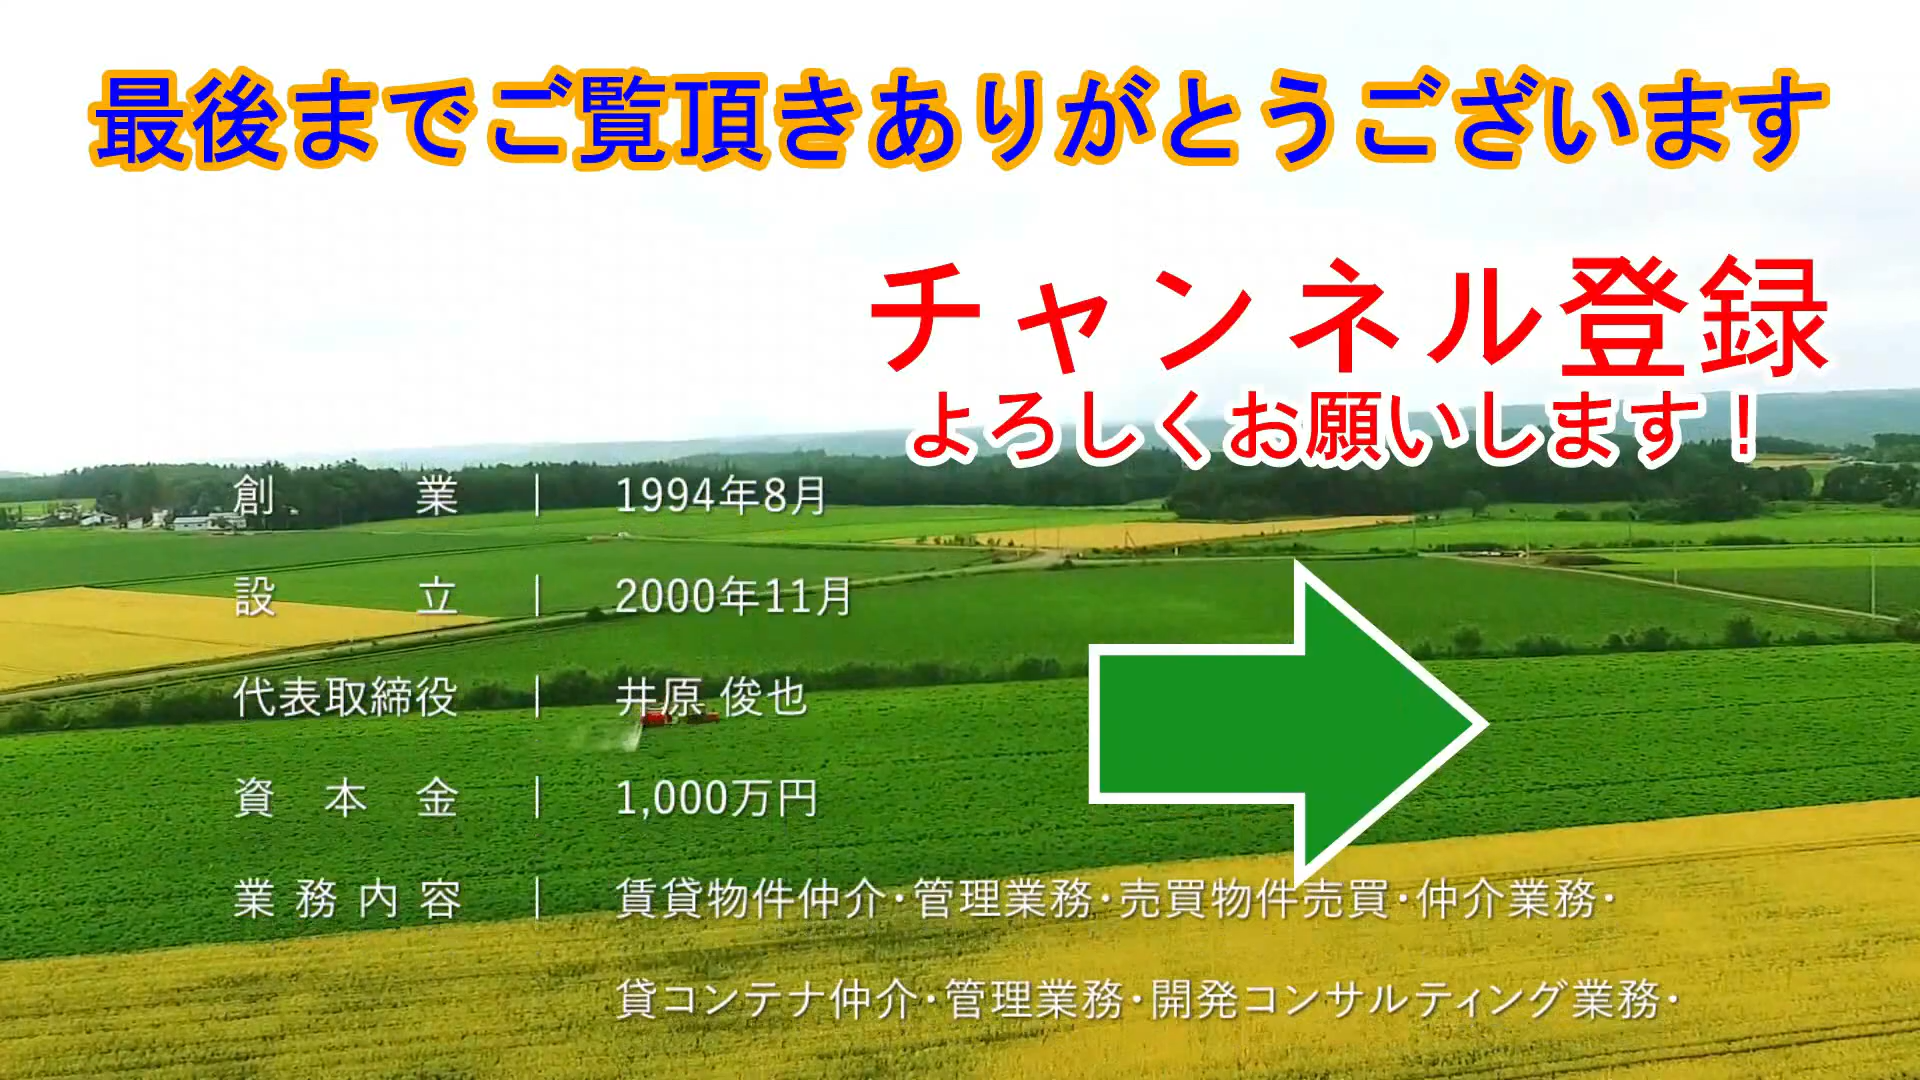 最後までご覧頂きありがとうございます
チャンネル登録
よろしくお願いします！
創業｜1994年8月
設立｜2000年11月
代表取締役｜井原 俊也
資本金｜1,000万円
業務内容｜賃貸物件仲介・管理業務・売買物件売買・仲介業務・
貸コンテナ仲介・管理業務・開発コンサルティング業務・